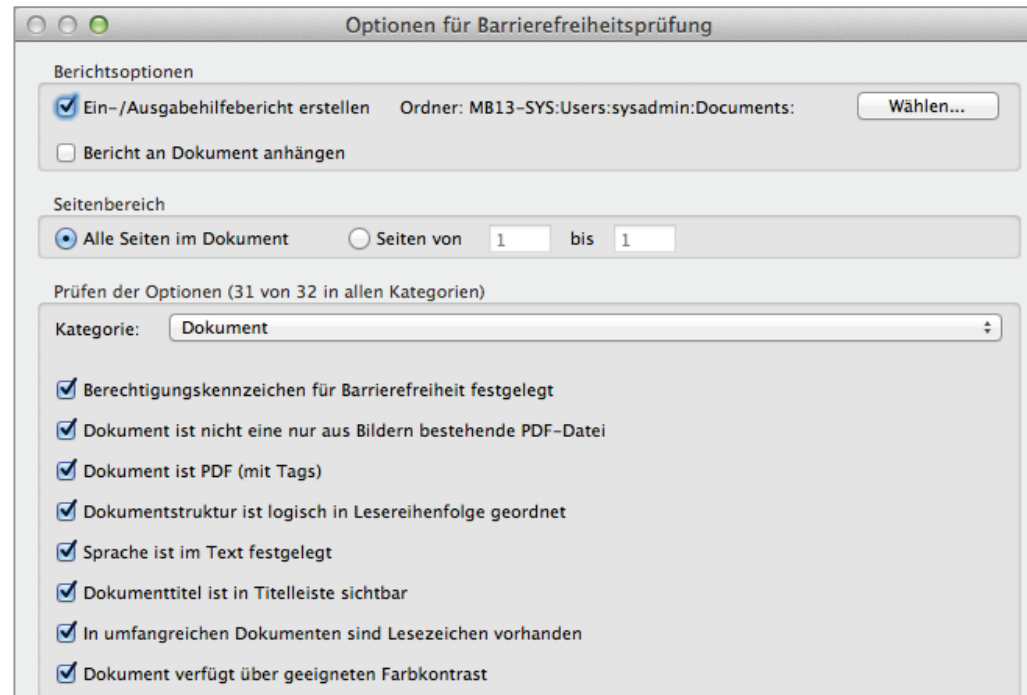 Optionen für Barrierefreiheitsprüfung
Berichtsoptionen
Ein-/Ausgabehilfebericht erstellen Ordner: MB13-SYS:Users:sysadmin:Documents: Wählen...
Bericht an Dokument anhängen
Seitenbereich
Alle Seiten im Dokument Seiten von 1 bis 1
Prüfen der Optionen (31 von 32 in allen Kategorien)
Kategorie: Dokument
Berechtigungskennzeichen für Barrierefreiheit festgelegt
Dokument ist nicht eine nur aus Bildern bestehende PDF-Datei
Dokument ist PDF (mit Tags)
Dokumentstruktur ist logisch in Lesereihenfolge geordnet
Sprache ist im Text festgelegt
Dokumenttitel ist in Titelleiste sichtbar
In umfangreichen Dokumenten sind Lesezeichen vorhanden
Dokument verfügt über geeigneten Farbkontrast